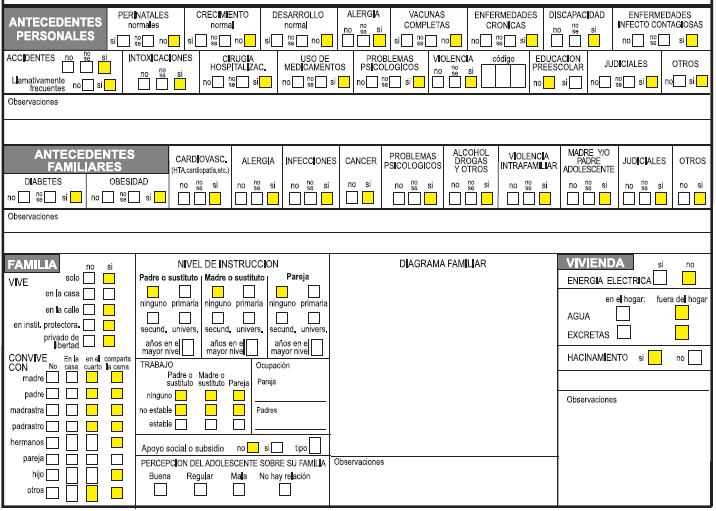 ANTECEDENTES PERSONALES
PERINATALES normales si no se no
CRECIMIENTO normal si no se no
DESARROLLO normal si no se no
ALERGIA no no se si
VACUNAS COMPLETAS si no se no
ENFERMEDADES CRONICAS no no se si
DISCAPACIDAD no no se si
ENFERMEDADES INFECTO CONTAGIOSAS no no se si
ACCIDENTES no no se si
Llamativamente frecuentes no si
INTOXICACIONES no no se si
CIRUGIA HOSPITALIZAC. no no se si
USO DE MEDICAMENTOS no no se si
PROBLEMAS PSICOLOGICOS no no se si
VIOLENCIA no no se si
código
EDUCACION PREESCOLAR no si
JUDICIALES no no se si
OTROS no si
Observaciones
ANTECEDENTES FAMILIARES
DIABETES no no se si
OBESIDAD no no se si
CARDIOVASC. (HTA,cardiopatía,etc.) no no se si
ALERGIA no no se si
INFECCIONES no no se si
CANCER no no se si
PROBLEMAS PSICOLOGICOS no no se si
ALCOHOL DROGAS Y OTROS no no se si
VIOLENCIA INTRAFAMILIAR no no se si
MADRE Y/O PADRE ADOLESCENTE no no se si
JUDICIALES no no se si
OTROS no no se si
Observaciones
FAMILIA
no si
VIVE
solo
en la casa
en la calle
en instit. protectora.
privado de libertad
CONVIVE CON
No En la casa en el cuarto comparte la cama
madre
padre
madrastra
padrastro
hermanos
pareja
hijo
otros
NIVEL DE INSTRUCCION
Padre o sustituto Madre o sustituto Pareja
ninguno primaria ninguno primaria ninguno primaria
secund. univers. secund. univers. secund. univers.
años en el mayor nivel años en el mayor nivel años en el mayor nivel
TRABAJO
Padre o sustituto Madre o sustituto Pareja
ninguno
no estable
estable
Ocupación
Pareja
Padres
Apoyo social o subsidio no si tipo
PERCEPCION DEL ADOLESCENTE SOBRE SU FAMILIA
Buena Regular Mala No hay relación
DIAGRAMA FAMILIAR
Observaciones
VIVIENDA
si no
ENERGIA ELECTRICA
en el hogar: fuera del hogar
AGUA
EXCRETAS
HACINAMIENTO si no
Observaciones